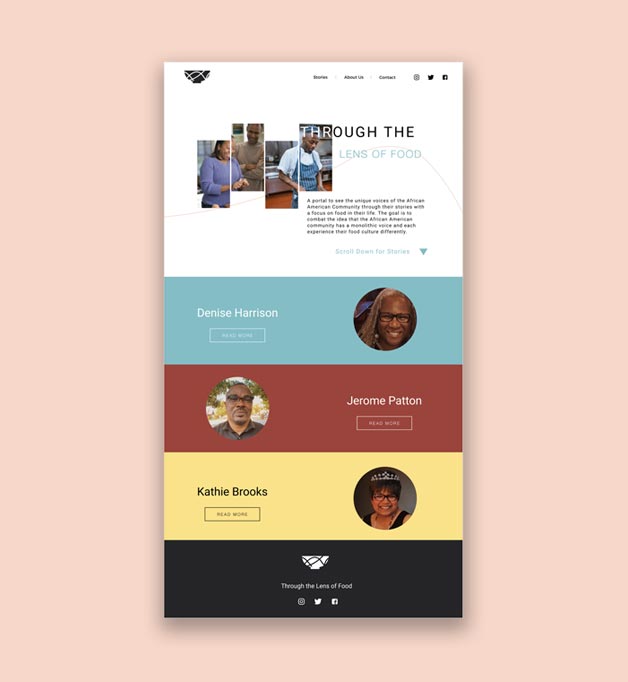 Stories
About Us
Contact
THROUGH THE
LENS OF FOOD
A portal to see the unique voices of the African
American Community through their stories with
a focus on food in their life. The goal is to
combat the idea that the African American
community has a monolithic voice and each
experience their food culture differently.
Scroll Down for Stories
Denise Harrison
READ MORE
Jerome Patton
READ MORE
Kathie Brooks
READ MORE
Through the Lens of Food